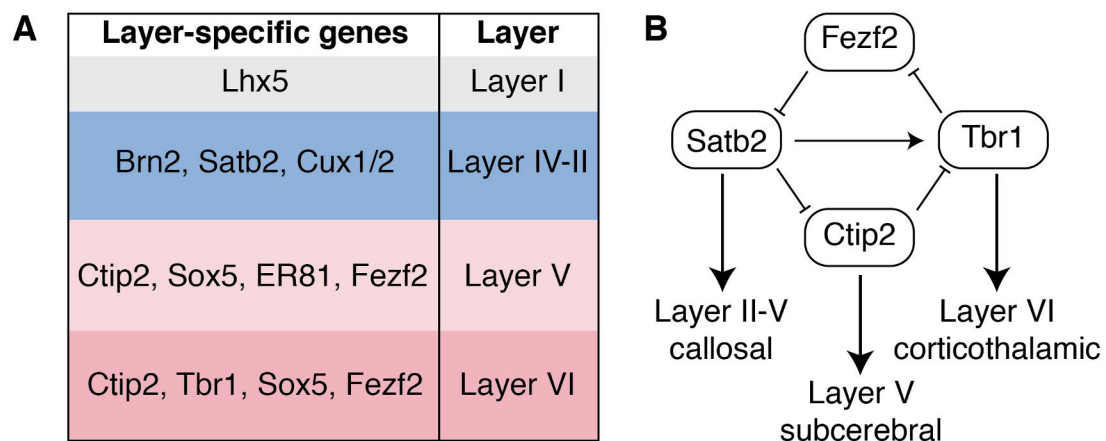 A
Layer-specific genes Layer
Lhx5 Layer I
Brn2, Satb2, Cux1/2 Layer IV-II
Ctip2, Sox5, ER81, Fezf2 Layer V
Ctip2, Tbr1, Sox5, Fezf2 Layer VI
B
Fezf2
Satb2 Tbr1
Ctip2
Layer II-V
callosal
Layer VI
corticothalamic
Layer V
subcerebral